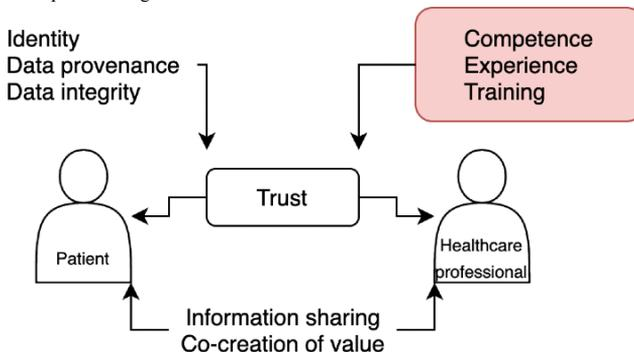 Identity
Data provenance
Data integrity
Competence
Experience
Training
Trust
Patient
Healthcare
professional
Information sharing
Co-creation of value